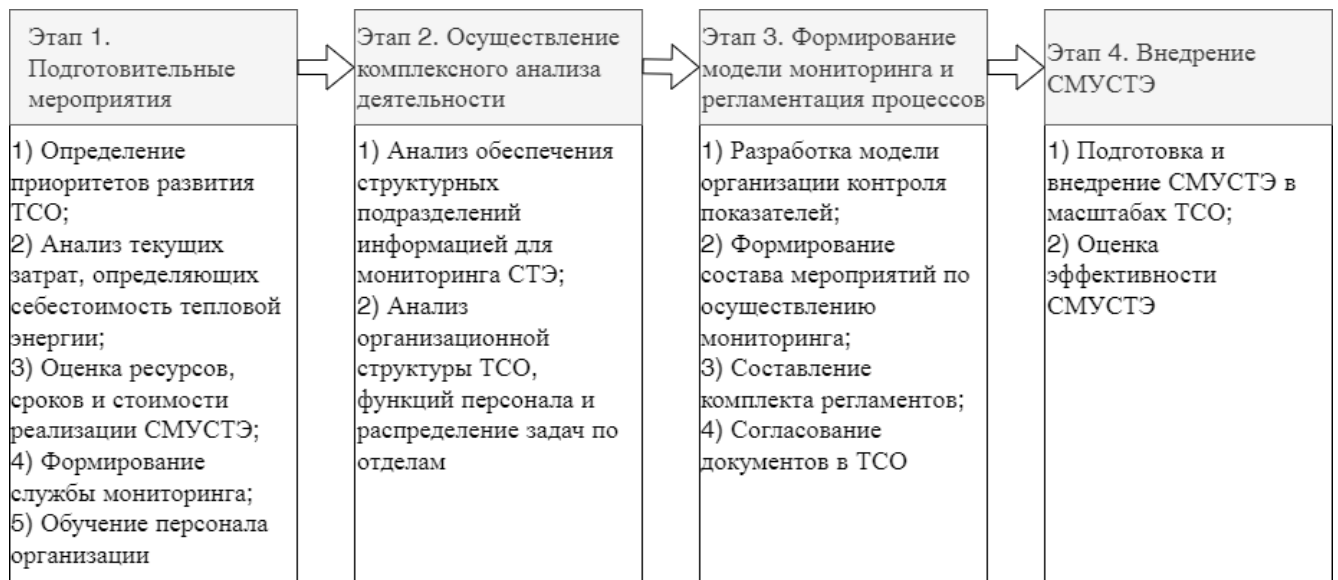 Этап 1.
Подготовительные
мероприятия
1) Определение
приоритетов развития
ТСО;
2) Анализ текущих
затрат, определяющих
себестоимость тепловой
энергии;
3) Оценка ресурсов,
сроков и стоимости
реализации СМУСТЭ;
4) Формирование
службы мониторинга;
5) Обучение персонала
организации
Этап 2. Осуществление
комплексного анализа
деятельности
1) Анализ обеспечения
структурных
подразделений
информацией для
мониторинга СТЭ;
2) Анализ
организационной
структуры ТСО,
функций персонала и
распределение задач по
отделам
Этап 3. Формирование
модели мониторинга и
регламентация процессов
1) Разработка модели
организации контроля
показателей;
2) Формирование
состава мероприятий по
осуществлению
мониторинга;
3) Составление
комплекта регламентов;
4) Согласование
документов в ТСО
Этап 4. Внедрение
СМУСТЭ
1) Подготовка и
внедрение СМУСТЭ в
масштабах ТСО;
2) Оценка
эффективности
СМУСТЭ